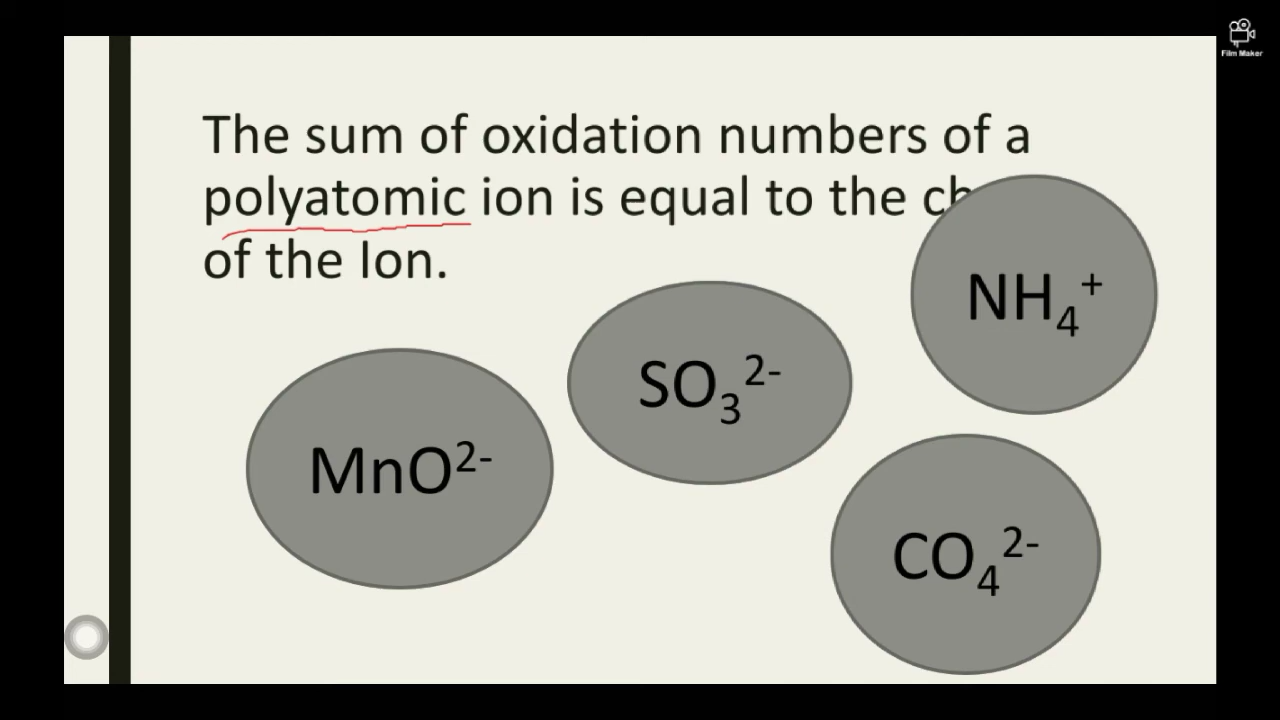 The sum of oxidation numbers of a
polyatomic ion is equal to the
of the Ion.
NH₄⁺
SO₃²⁻
MnO²⁻
CO₄²⁻
Film Maker